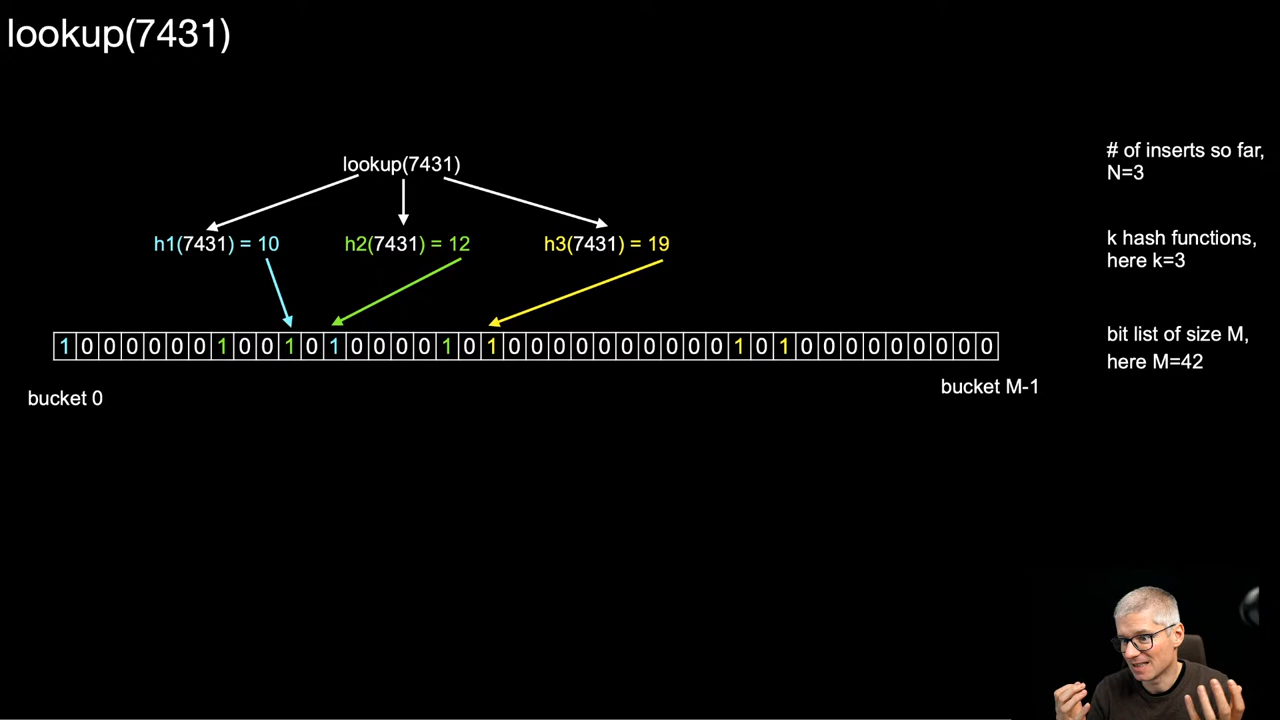 lookup(7431)
lookup(7431)
# of inserts so far,
N=3
h1(7431) = 10 h2(7431) = 12 h3(7431) = 19
k hash functions,
here k=3
1 0 0 0 0 0 0 1 0 0 1 0 1 0 0 0 0 1 0 1 0 0 0 0 0 0 0 0 0 0 1 0 1 0 0 0 0 0 0 0 0 0
bit list of size M,
here M=42
bucket 0
bucket M-1